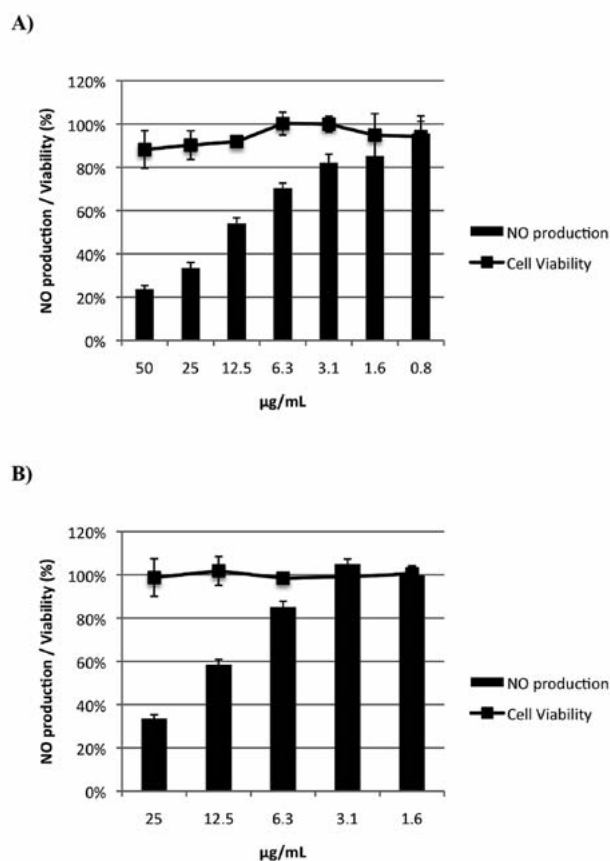 A)
120%
100%
80%
60%
40%
20%
0%
NO production / Viability (%)
50 25 12.5 6.3 3.1 1.6 0.8
µg/mL
NO production
Cell Viability
B)
120%
100%
80%
60%
40%
20%
0%
NO production / Viability (%)
25 12.5 6.3 3.1 1.6
µg/mL
NO production
Cell Viability